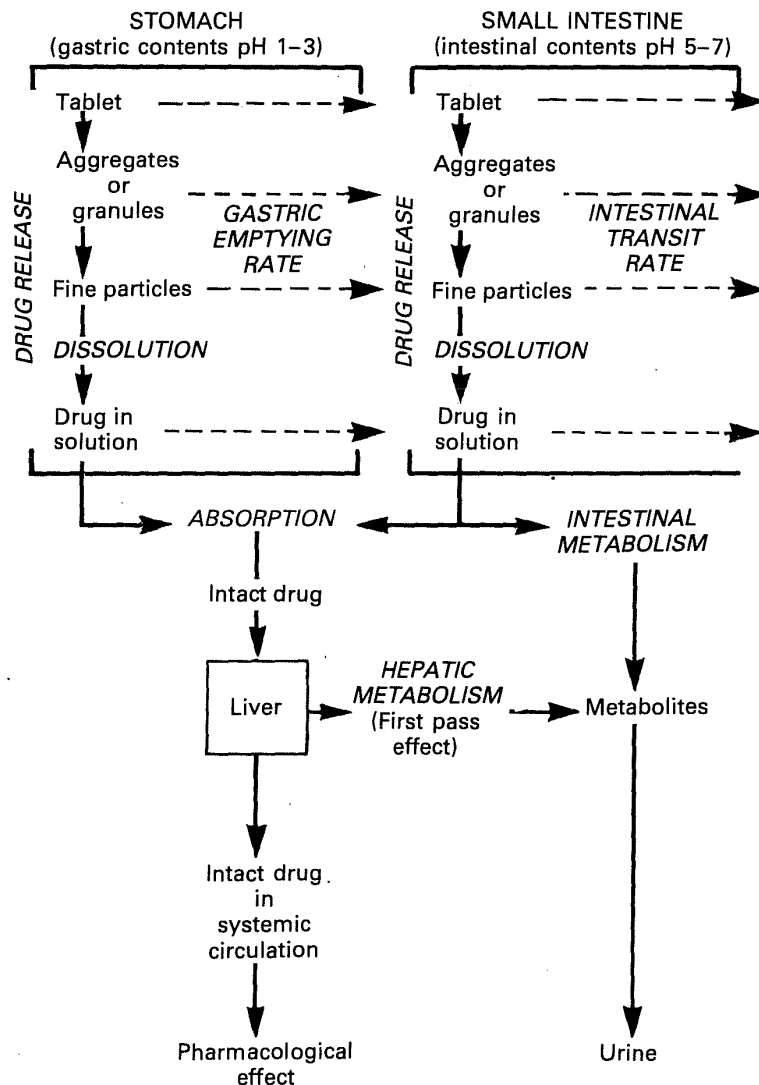 STOMACH
(gastric contents pH 1–3)
SMALL INTESTINE
(intestinal contents pH 5–7)
DRUG RELEASE
Tablet
Aggregates
or
granules
GASTRIC
EMPTYING
RATE
Fine particles
DISSOLUTION
Drug in
solution
DRUG RELEASE
Tablet
Aggregates
or
granules
INTESTINAL
TRANSIT
RATE
Fine particles
DISSOLUTION
Drug in
solution
ABSORPTION
INTESTINAL
METABOLISM
Intact drug
Liver
HEPATIC
METABOLISM
(First pass
effect)
Metabolites
Intact drug
in
systemic
circulation
Pharmacological
effect
Urine